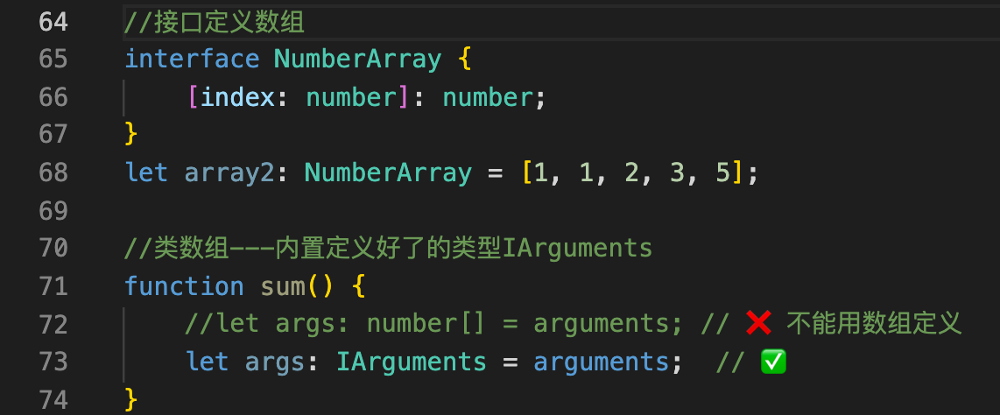 64 //接口定义数组
65 interface NumberArray {
66     [index: number]: number;
67 }
68 let array2: NumberArray = [1, 1, 2, 3, 5];
69
70 //类数组---内置定义好了的类型IArguments
71 function sum() {
72     //let args: number[] = arguments; // ❌ 不能用数组定义
73     let args: IArguments = arguments;  // ✅
74 }